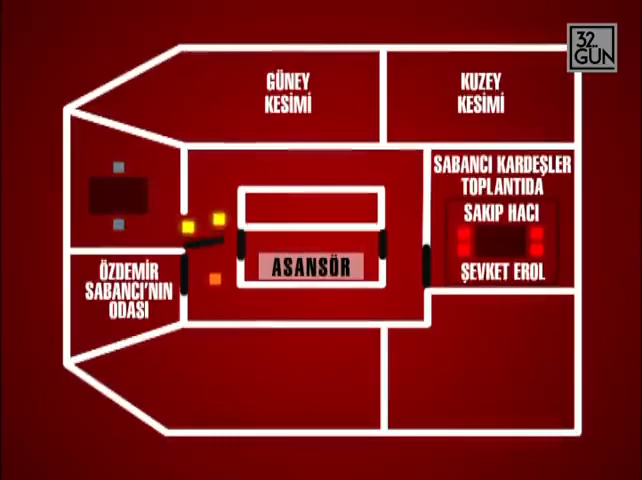 32.
GÜN
GÜNEY
KESİMİ
KUZEY
KESİMİ
SABANCI KARDEŞLER
TOPLANTIDA
SAKIP HACI
ŞEVKET EROL
ASANSÖR
ÖZDEMİR
SABANCI'NIN
ODASI